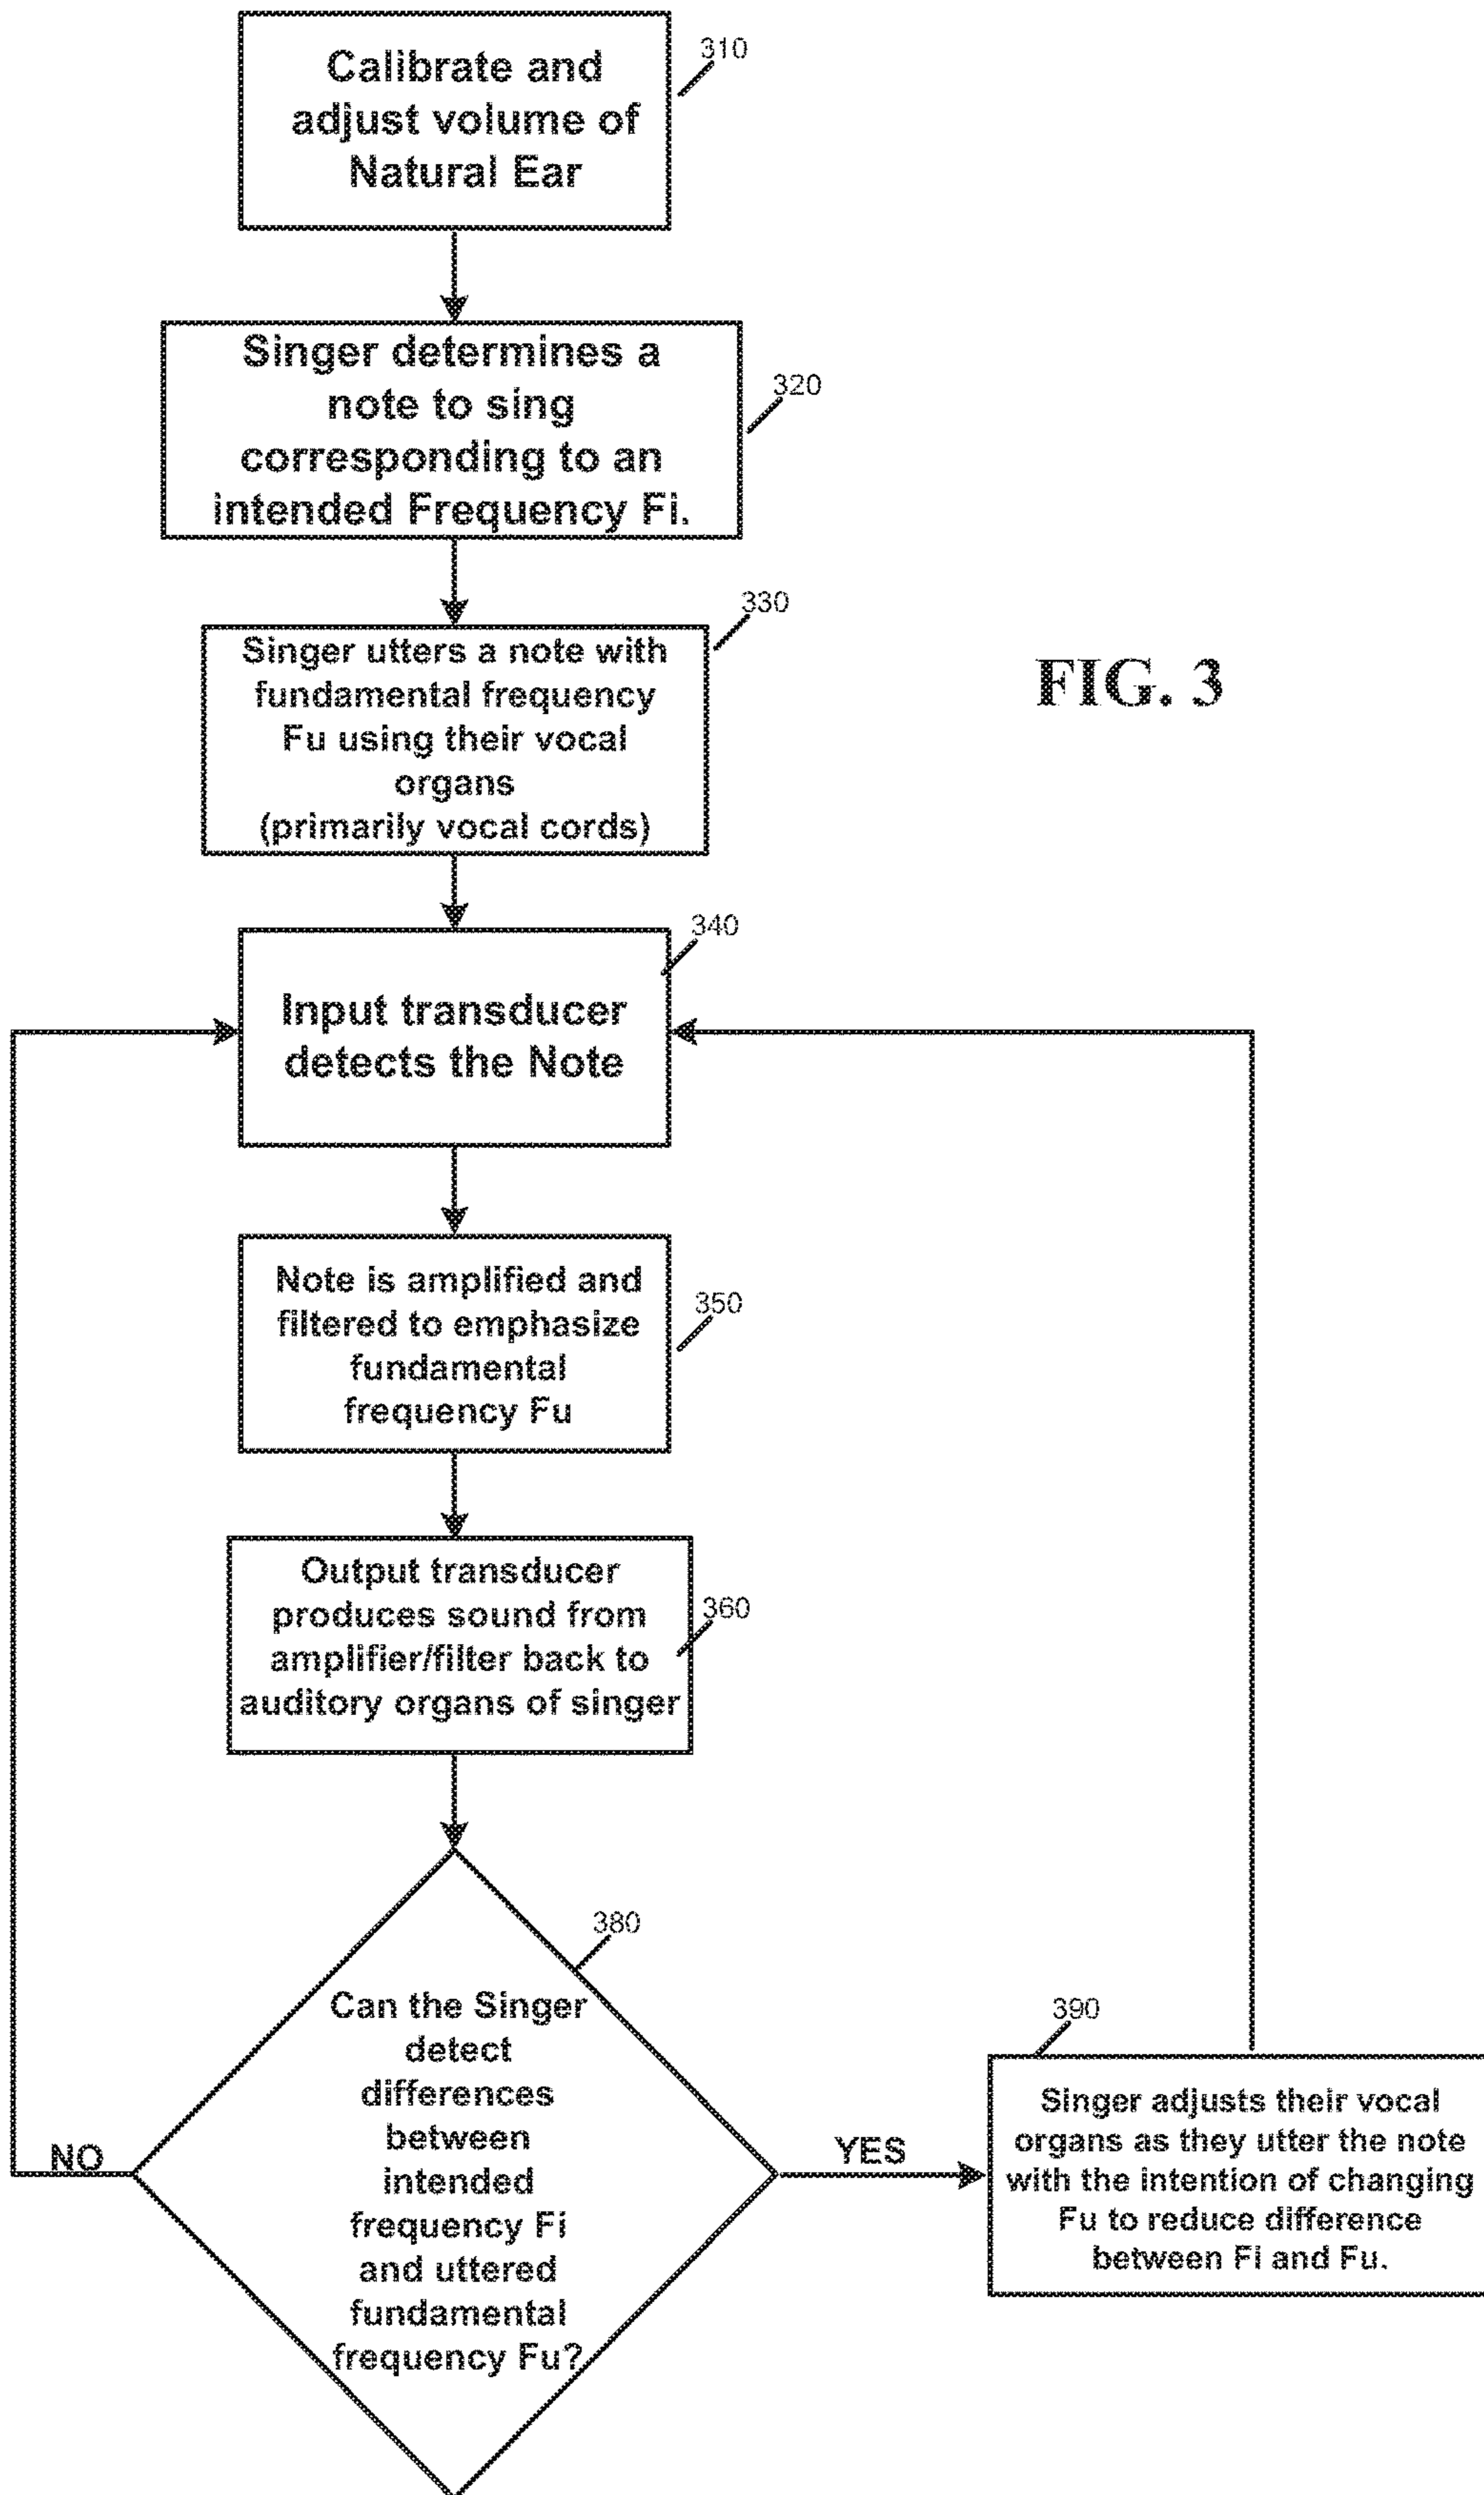 Calibrate and
adjust volume of
Natural Ear
310
Singer determines a
note to sing
corresponding to an
intended Frequency Fi.
320
Singer utters a note with
fundamental frequency
Fu using their vocal
organs
(primarily vocal cords)
330
FIG. 3
Input transducer
detects the Note
340
Note is amplified and
filtered to emphasize
fundamental
frequency Fu
350
Output transducer
produces sound from
amplifier/filter back to
auditory organs of singer
360
Can the Singer
detect
differences
between
intended
frequency Fi
and uttered
fundamental
frequency Fu?
380
NO
YES
390
Singer adjusts their vocal
organs as they utter the note
with the intention of changing
Fu to reduce difference
between Fi and Fu.